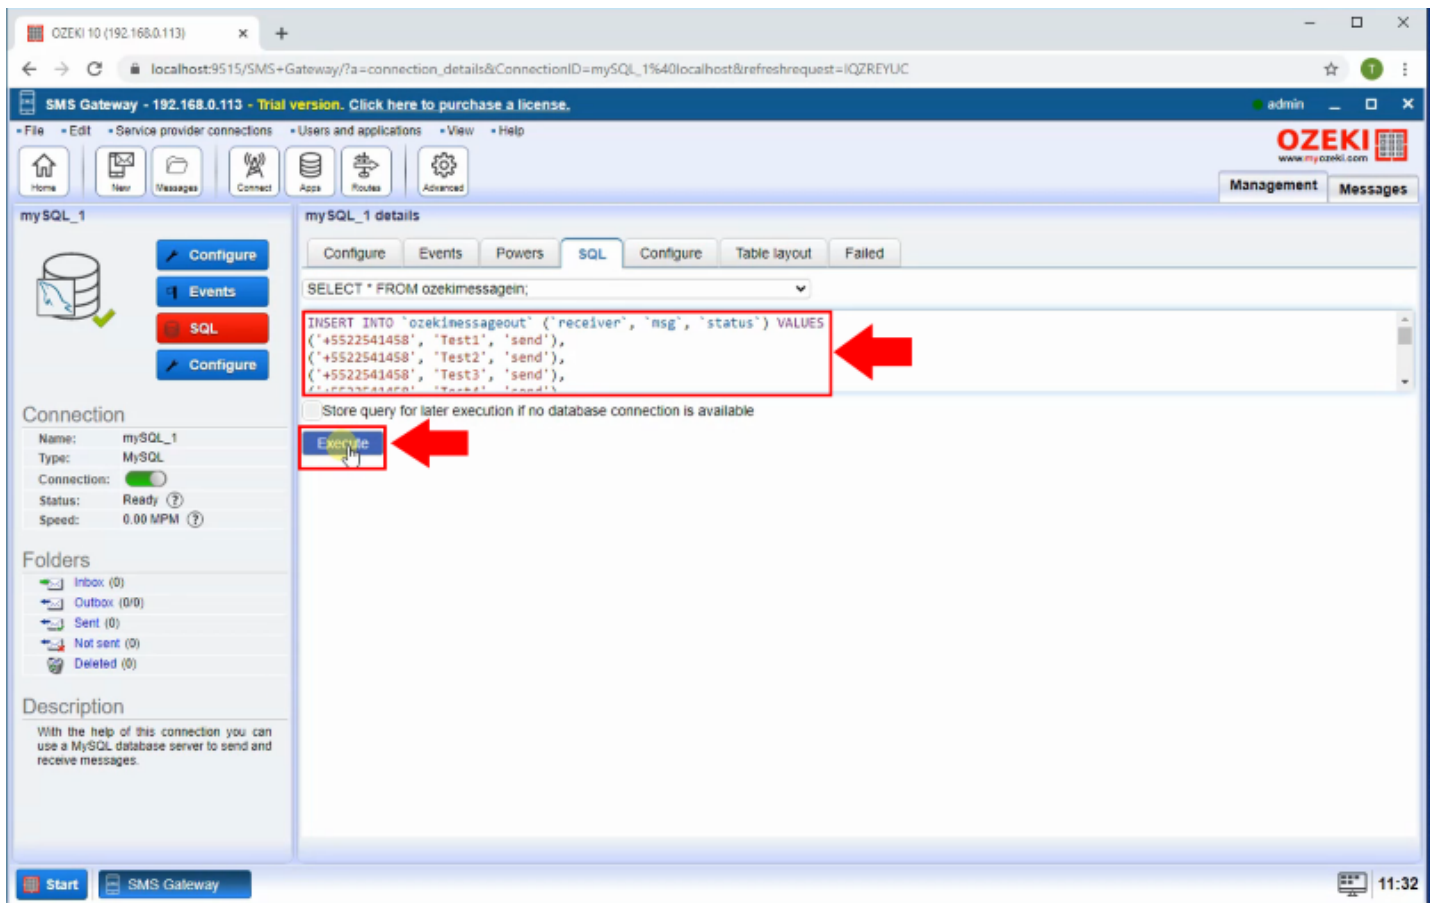 OZEKI 10 (192.168.0.113)
localhost:9515/SMS+Gateway/?a=connection_details&ConnectionID=mySQL_1%40localhost&refreshrequest=IQZREYUC
T
SMS Gateway - 192.168.0.113 - Trial version. Click here to purchase a license.
admin
File Edit Service provider connections Users and applications View Help
OZEKI
www.myozeki.com
Home New Messages Connect Apps Routes Advanced
Management Messages
mySQL_1
mySQL_1 details
Configure
Events
SQL
Configure
Configure Events Powers SQL Configure Table layout Failed
SELECT * FROM ozekimessagein;
INSERT INTO `ozekimessageout` (`receiver`, `msg`, `status`) VALUES
('+5522541458', 'Test1', 'send'),
('+5522541458', 'Test2', 'send'),
('+5522541458', 'Test3', 'send'),
('+5522541458', 'Test4', 'send'),
Store query for later execution if no database connection is available
Execute
Connection
Name: mySQL_1
Type: MySQL
Connection:
Status: Ready ?
Speed: 0.00 MPM ?
Folders
Inbox (0)
Outbox (0/0)
Sent (0)
Not sent (0)
Deleted (0)
Description
With the help of this connection you can
use a MySQL database server to send and
receive messages.
Start
SMS Gateway
11:32